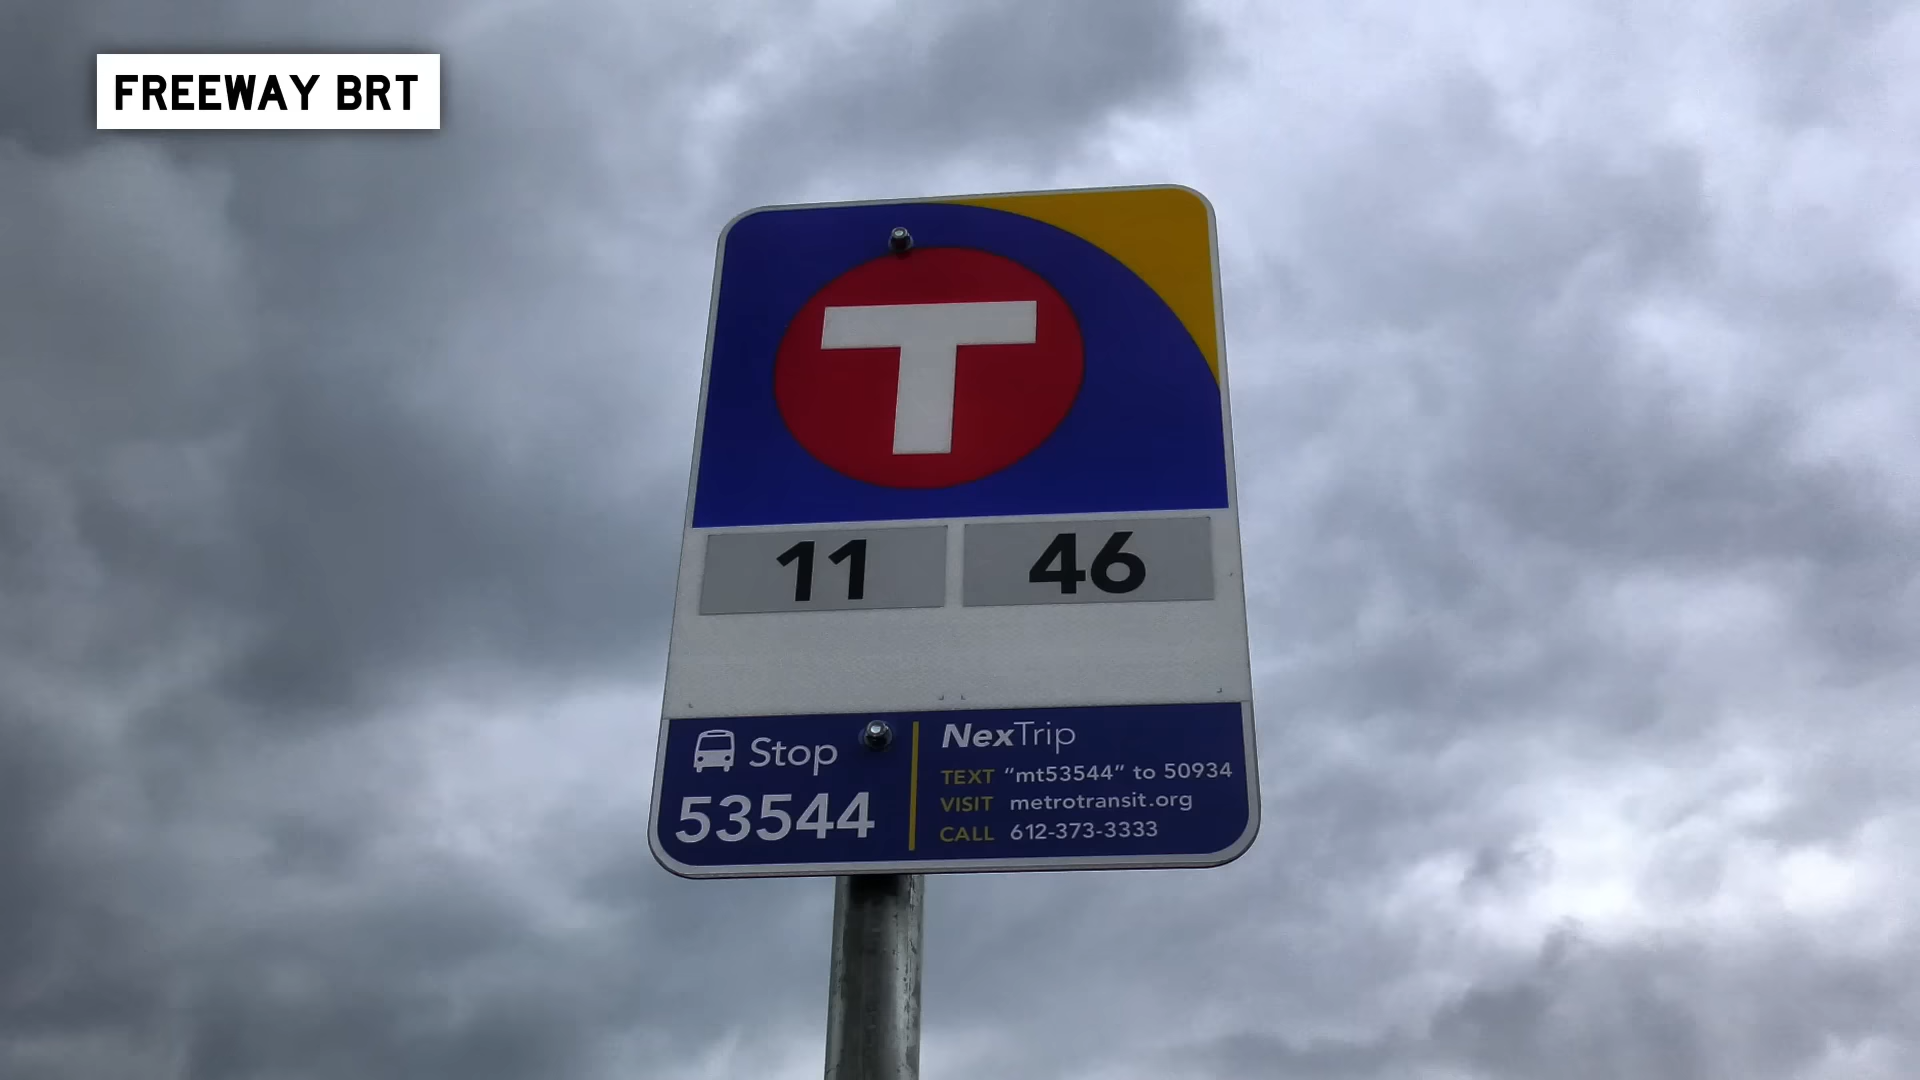 FREEWAY BRT
T
11 46
Stop
53544
NexTrip
TEXT “mt53544” to 50934
VISIT metrotransit.org
CALL 612-373-3333